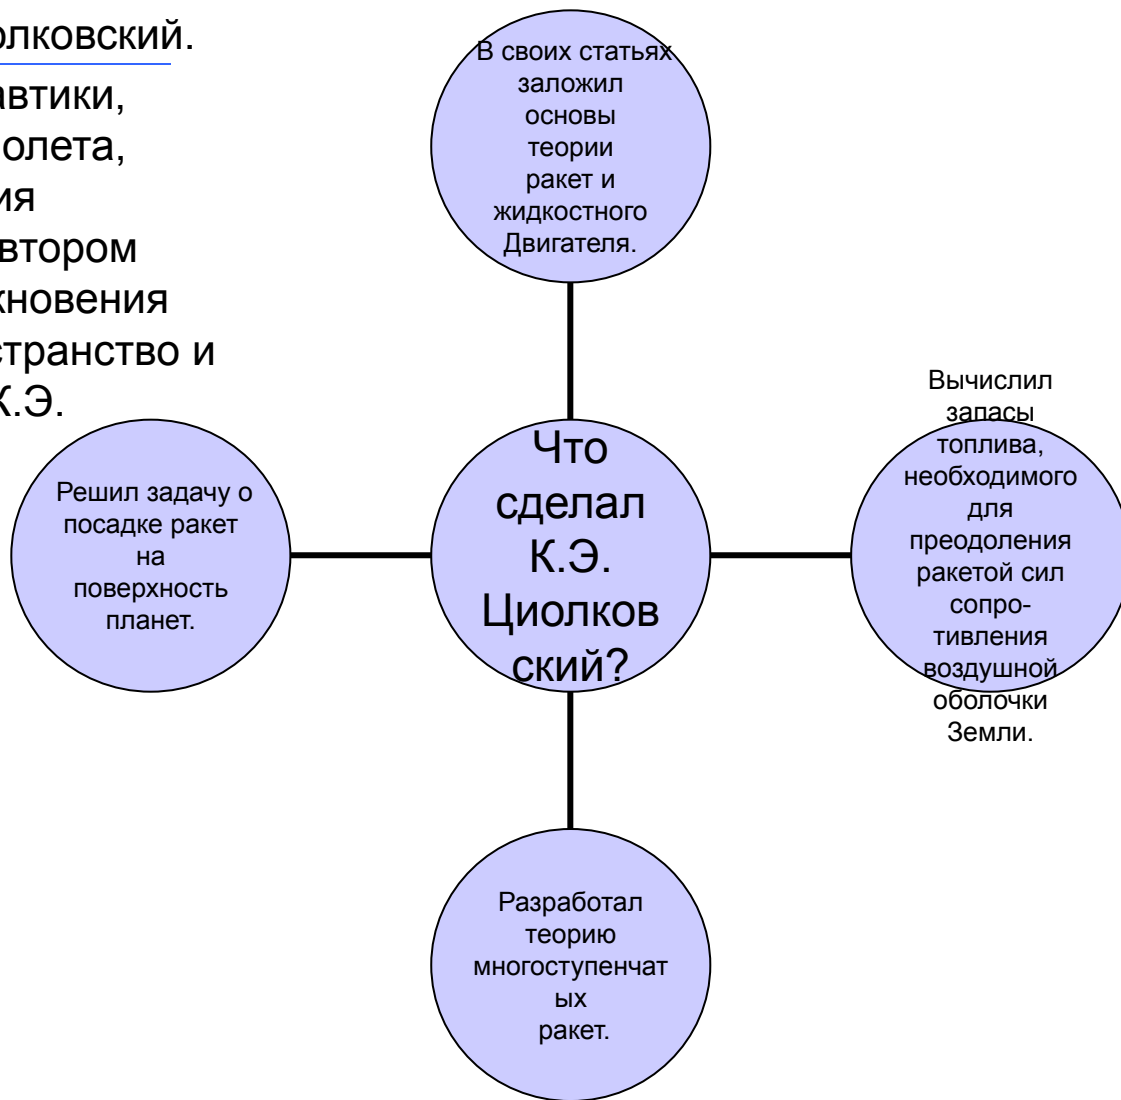 олковский.
автики,
олета,
ия
втором
кновения
странство и
К.Э.
В своих статьях
заложил
основы
теории
ракет и
жидкостного
Двигателя.
Решил задачу о
посадке ракет
на
поверхность
планет.
Что
сделал
К.Э.
Циолков
ский?
Вычислил
запасы
топлива,
необходимого
для
преодоления
ракетой сил
сопро-
тивления
воздушной
оболочки
Земли.
Разработал
теорию
многоступенчат
ых
ракет.